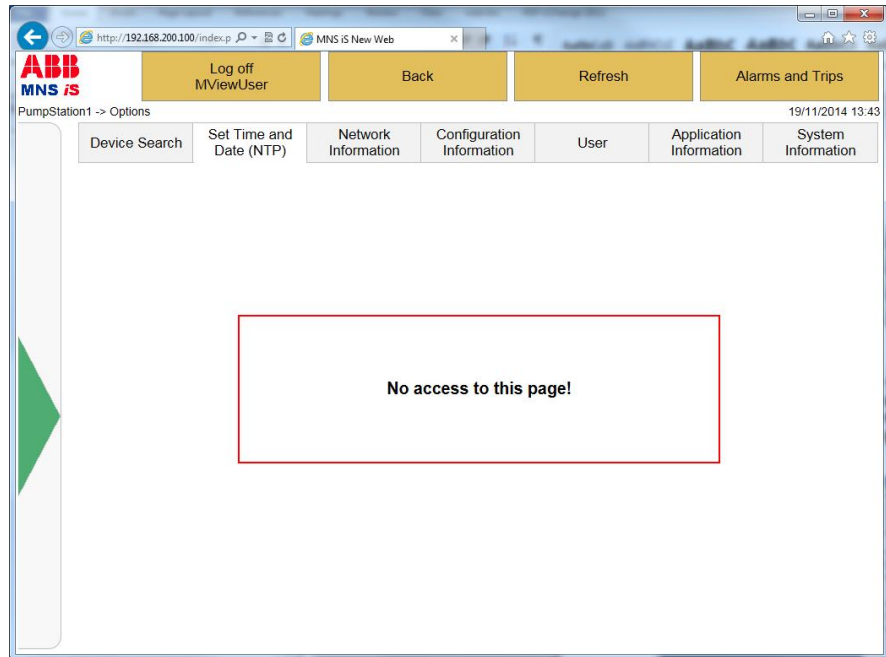 http://192.168.200.100/index.p
MNS iS New Web
ABB
MNS iS
Log off
MViewUser
Back
Refresh
Alarms and Trips
PumpStation1 -> Options
19/11/2014 13:43
Device Search
Set Time and
Date (NTP)
Network
Information
Configuration
Information
User
Application
Information
System
Information
No access to this page!